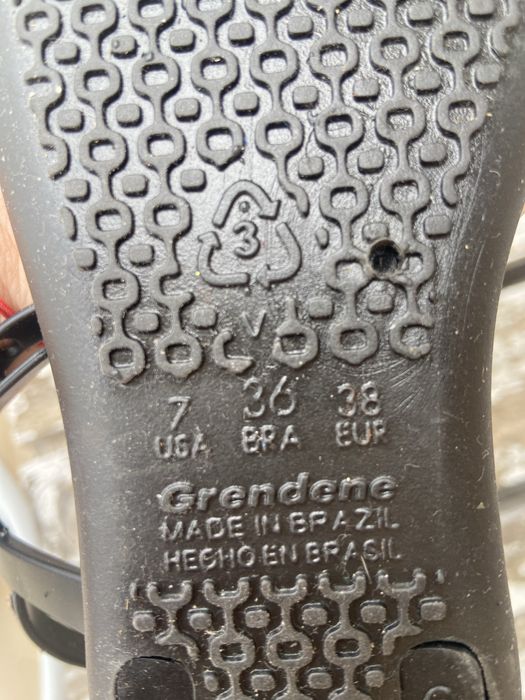 3
V
7 36 38
USA BRA EUR
Grendene
MADE IN BRAZIL
HECHO EN BRASIL